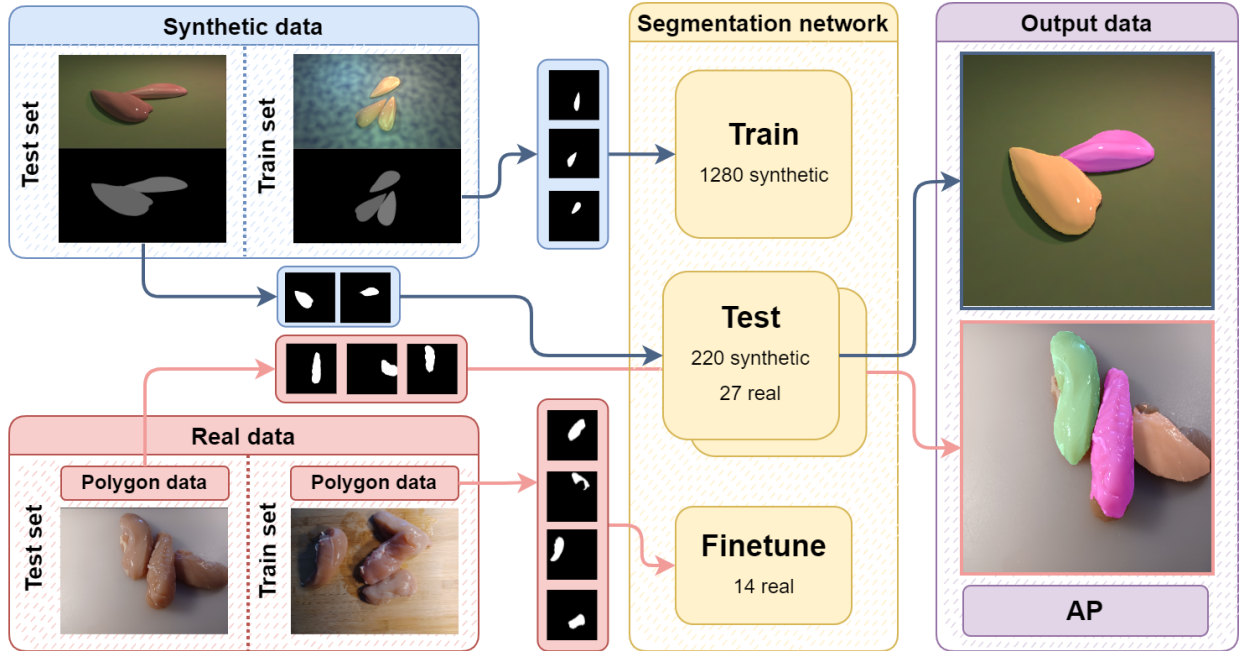 Synthetic data
Test set
Train set
Segmentation network
Train
1280 synthetic
Test
220 synthetic
27 real
Finetune
14 real
Output data
AP
Real data
Test set
Polygon data
Train set
Polygon data